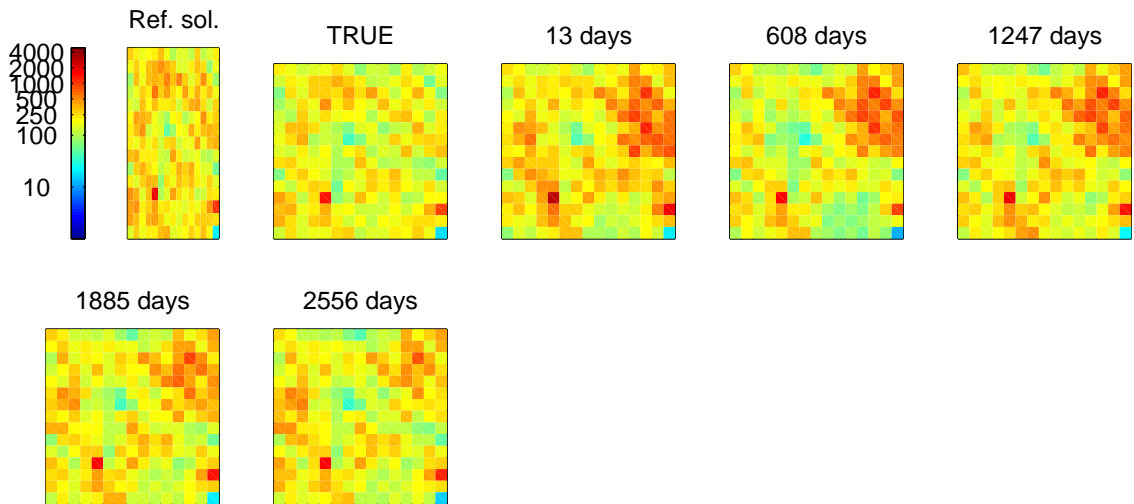 Ref. sol.
TRUE
13 days
608 days
1247 days
4000
2000
1000
500
250
100
10
1885 days
2556 days